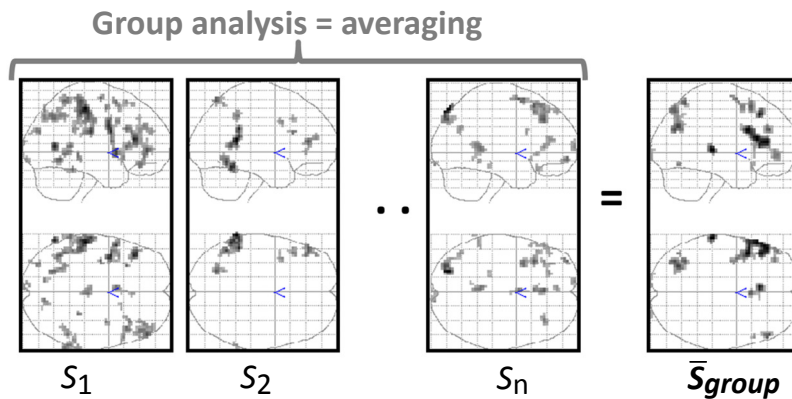 Group analysis = averaging
. . =
S₁ S₂ Sₙ S̄group